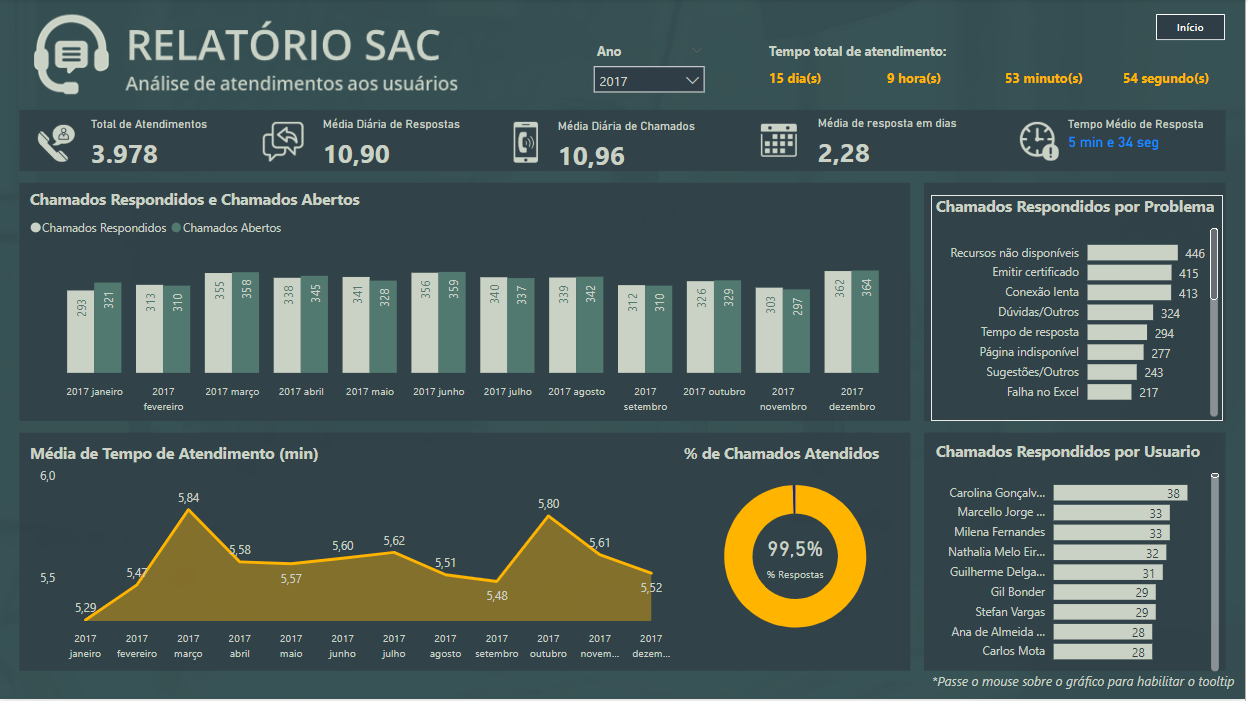 RELATÓRIO SAC
Análise de atendimentos aos usuários
Ano
2017
Tempo total de atendimento:
15 dia(s) 9 hora(s) 53 minuto(s) 54 segundo(s)
Início
Total de Atendimentos
3.978
Média Diária de Respostas
10,90
Média Diária de Chamados
10,96
Média de resposta em dias
2,28
Tempo Médio de Resposta
5 min e 34 seg
Chamados Respondidos e Chamados Abertos
Chamados Respondidos Chamados Abertos
293 321 313 310 355 358 338 345 341 328 356 359 340 337 339 342 312 310 326 329 303 297 362 364
2017 janeiro 2017 fevereiro 2017 março 2017 abril 2017 maio 2017 junho 2017 julho 2017 agosto 2017 setembro 2017 outubro 2017 novembro 2017 dezembro
Chamados Respondidos por Problema
Recursos não disponíveis 446
Emitir certificado 415
Conexão lenta 413
Dúvidas/Outros 324
Tempo de resposta 294
Página indisponível 277
Sugestões/Outros 243
Falha no Excel 217
Média de Tempo de Atendimento (min)
6,0
5,5
5,29 5,47 5,84 5,58 5,57 5,60 5,62 5,51 5,48 5,80 5,61 5,52
2017 2017 2017 2017 2017 2017 2017 2017 2017 2017 2017 2017
janeiro fevereiro março abril maio junho julho agosto setembro outubro novem... dezem...
% de Chamados Atendidos
99,5%
% Respostas
Chamados Respondidos por Usuario
Carolina Gonçalv... 38
Marcello Jorge ... 33
Milena Fernandes 33
Nathalia Melo Eir... 32
Guilherme Delga... 31
Gil Bonder 29
Stefan Vargas 29
Ana de Almeida ... 28
Carlos Mota 28
*Passe o mouse sobre o gráfico para habilitar o tooltip